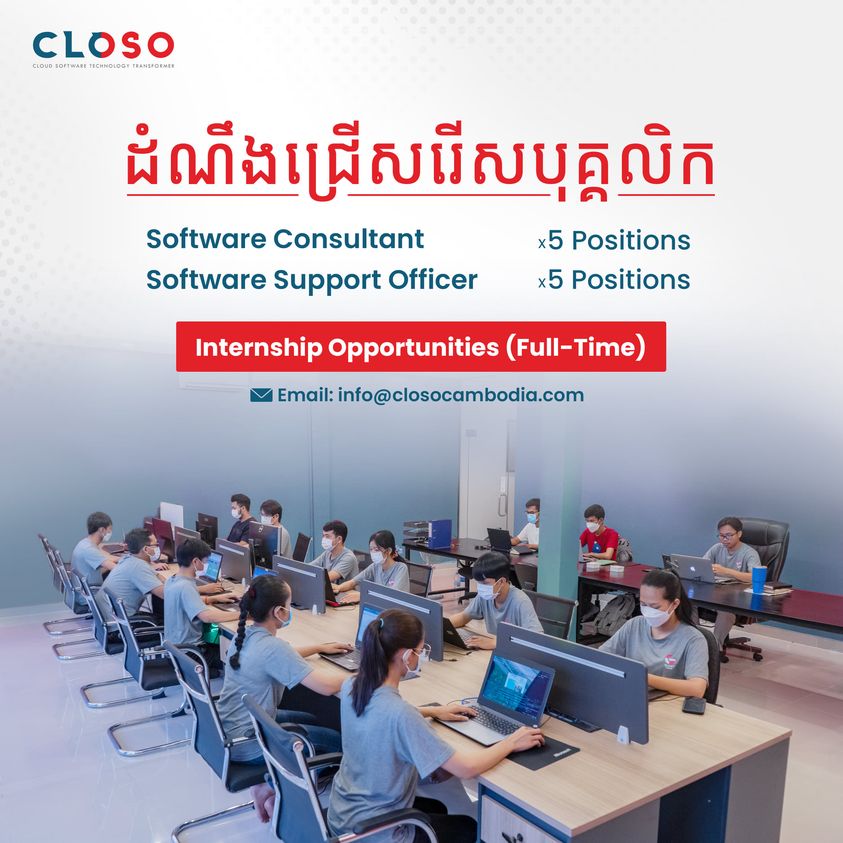 CLOSO
CLOUD SOFTWARE TECHNOLOGY TRANSFORMER
ដំណឹងជ្រើសរើសបុគ្គលិក
Software Consultant x5 Positions
Software Support Officer x5 Positions
Internship Opportunities (Full-Time)
Email: info@closocambodia.com